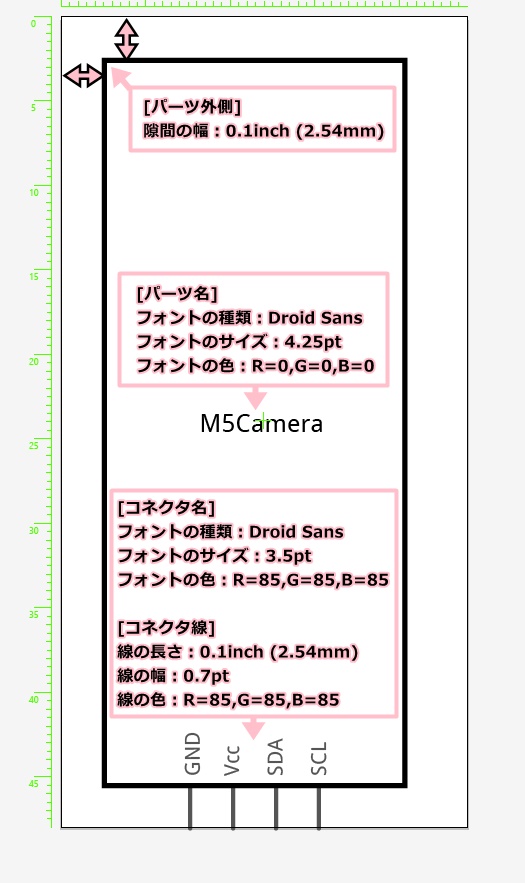 0
5
10
15
20
25
30
35
40
45
[パーツ外側]
隙間の幅：0.1inch (2.54mm)
[パーツ名]
フォントの種類：Droid Sans
フォントのサイズ：4.25pt
フォントの色：R=0,G=0,B=0
M5Camera
[コネクタ名]
フォントの種類：Droid Sans
フォントのサイズ：3.5pt
フォントの色：R=85,G=85,B=85
[コネクタ線]
線の長さ：0.1inch (2.54mm)
線の幅：0.7pt
線の色：R=85,G=85,B=85
GND
Vcc
SDA
SCL